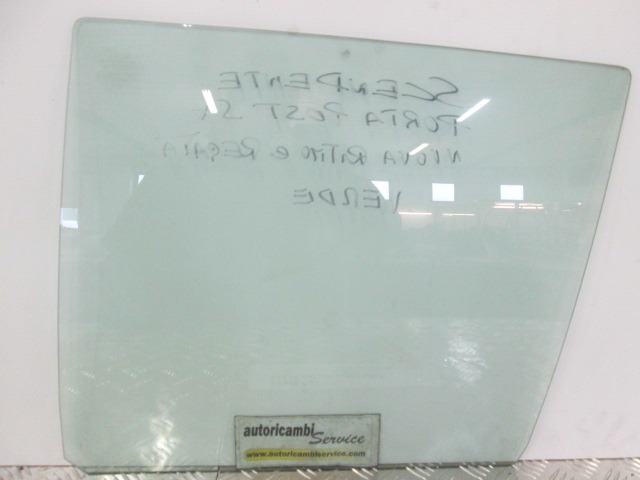 SCENDENTE
PORTA POST SX
NUOVA RITMO e REGATA
VERDE
autoricambi Service
www.autoricambiservice.com